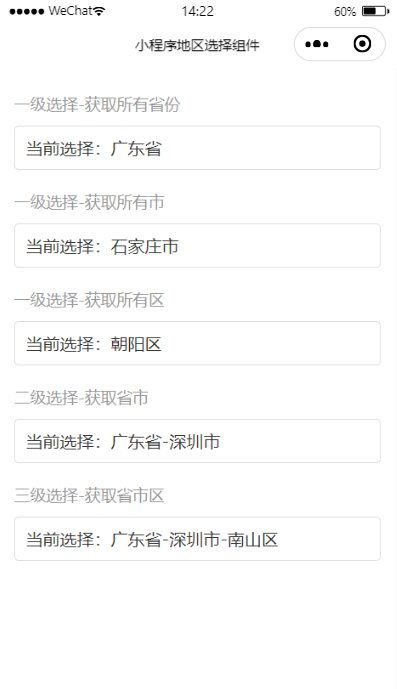 WeChat 14:22 60%
小程序地区选择组件
一级选择-获取所有省份
当前选择：广东省
一级选择-获取所有市
当前选择：石家庄市
一级选择-获取所有区
当前选择：朝阳区
二级选择-获取省市
当前选择：广东省-深圳市
三级选择-获取省市区
当前选择：广东省-深圳市-南山区